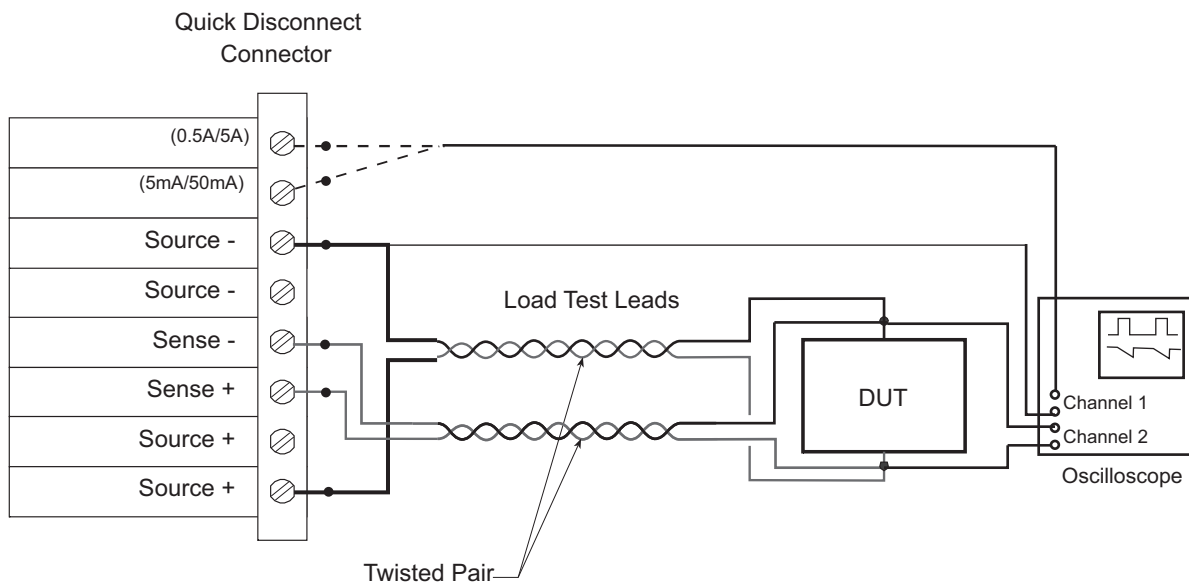 Quick Disconnect
Connector
(0.5A/5A)
(5mA/50mA)
Source -
Source -
Sense -
Sense +
Source +
Source +
Load Test Leads
DUT
Channel 1
Channel 2
Oscilloscope
Twisted Pair